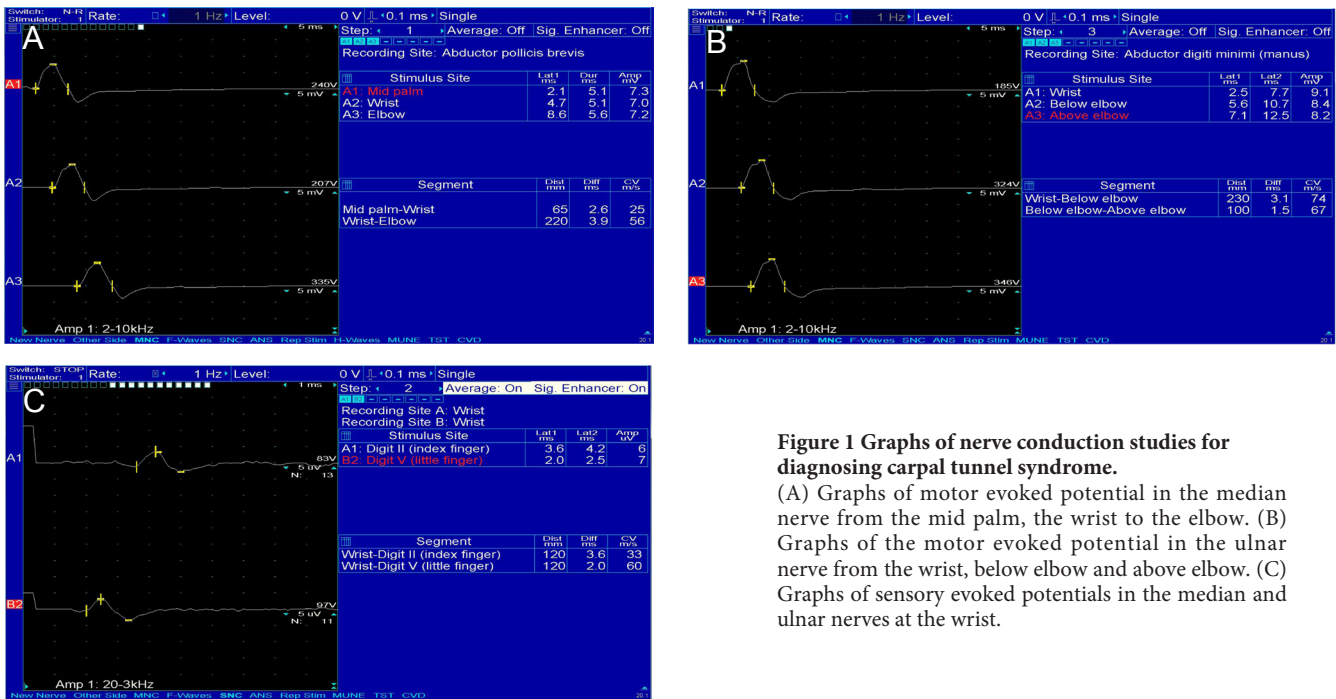 Switch: N-R
Stimulator: 1
Rate: 1 Hz Level: 0 V 0.1 ms Single
5 ms
Step: 1 Average: Off Sig. Enhancer: Off
A1 A2 A3
A
Recording Site: Abductor pollicis brevis
Stimulus Site Lat1 ms Dur ms Amp mV
A1: Mid palm 2.1 5.1 7.3
A2: Wrist 4.7 5.1 7.0
A3: Elbow 8.6 5.6 7.2
A1
240V
5 mV
A2
207V
5 mV
Segment Dist mm Diff ms CV m/s
Mid palm-Wrist 65 2.6 25
Wrist-Elbow 220 3.9 56
A3
335V
5 mV
Amp 1: 2-10kHz
New Nerve Other Side MNC F-Waves SNC ANS Rep Stim H-Waves MUNE TST CVD
20.1
Switch: N-R
Stimulator: 1
Rate: 1 Hz Level: 0 V 0.1 ms Single
5 ms
Step: 3 Average: Off Sig. Enhancer: Off
A1 A2 A3
B
Recording Site: Abductor digiti minimi (manus)
Stimulus Site Lat1 ms Lat2 ms Amp mV
A1: Wrist 2.5 7.7 9.1
A2: Below elbow 5.6 10.7 8.4
A3: Above elbow 7.1 12.5 8.2
A1
185V
5 mV
A2
324V
5 mV
Segment Dist mm Diff ms CV m/s
Wrist-Below elbow 230 3.1 74
Below elbow-Above elbow 100 1.5 67
A3
346V
5 mV
Amp 1: 2-10kHz
New Nerve Other Side MNC F-Waves SNC ANS Rep Stim MUNE TST CVD
20.1
Switch: STOP
Stimulator: 1
Rate: 1 Hz Level: 0 V 0.1 ms Single
1 ms
Step: 2 Average: On Sig. Enhancer: On
A1 B2
C
Recording Site A: Wrist
Recording Site B: Wrist
Stimulus Site Lat1 ms Lat2 ms Amp uV
A1: Digit II (index finger) 3.6 4.2 6
B2: Digit V (little finger) 2.0 2.5 7
A1
83V
5 uV
N: 13
Segment Dist mm Diff ms CV m/s
Wrist-Digit II (index finger) 120 3.6 33
Wrist-Digit V (little finger) 120 2.0 60
B2
97V
5 uV
N: 11
Amp 1: 20-3kHz
New Nerve Other Side MNC F-Waves SNC ANS Rep Stim MUNE TST CVD
20.1
Figure 1 Graphs of nerve conduction studies for
diagnosing carpal tunnel syndrome.
(A) Graphs of motor evoked potential in the median
nerve from the mid palm, the wrist to the elbow. (B)
Graphs of the motor evoked potential in the ulnar
nerve from the wrist, below elbow and above elbow. (C)
Graphs of sensory evoked potentials in the median and
ulnar nerves at the wrist.